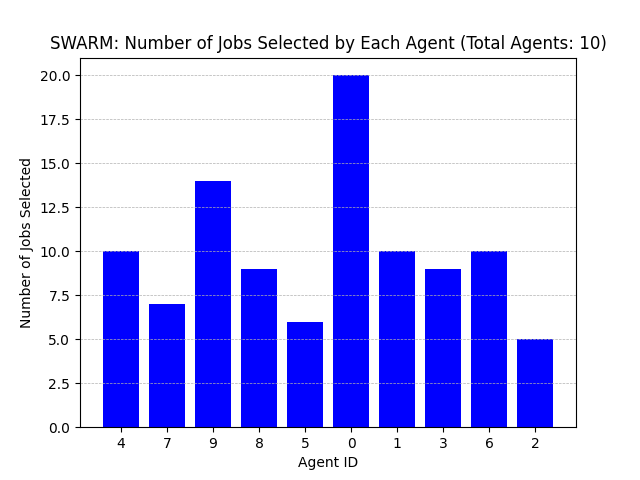 SWARM: Number of Jobs Selected by Each Agent (Total Agents: 10)
Number of Jobs Selected
20.0
17.5
15.0
12.5
10.0
7.5
5.0
2.5
0.0
4 7 9 8 5 0 1 3 6 2
Agent ID